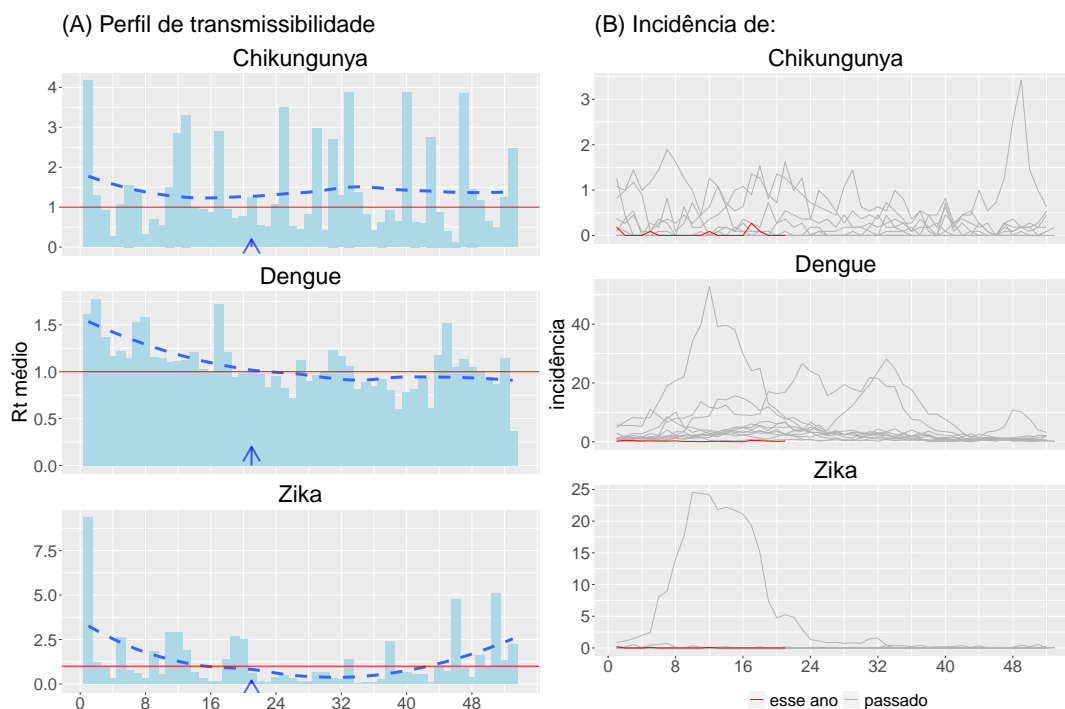 (A) Perfil de transmissibilidade
Chikungunya
4
3
2
1
0
Dengue
1.5
1.0
0.5
0.0
Rt médio
Zika
7.5
5.0
2.5
0.0
0 8 16 24 32 40 48
(B) Incidência de:
Chikungunya
3
2
1
0
Dengue
40
20
0
incidência
Zika
25
20
15
10
5
0
0 8 16 24 32 40 48
esse ano passado